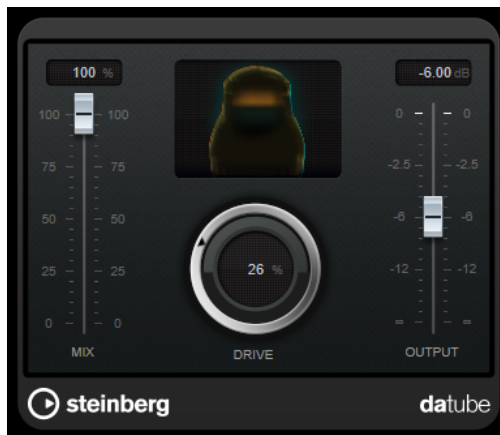 100 %
-6.00 dB
100 100
75 75
50 50
25 25
0 0
MIX
26 %
DRIVE
0 0
-2.5 -2.5
-6 -6
-12 -12
∞ ∞
OUTPUT
steinberg
datube